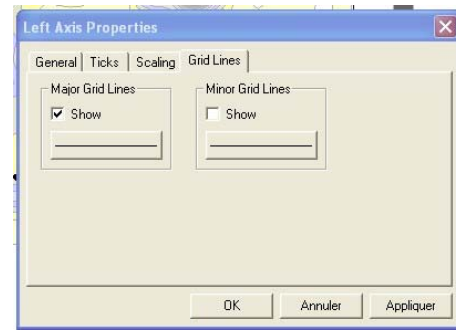 Left Axis Properties
General Ticks Scaling Grid Lines
Major Grid Lines Minor Grid Lines
Show Show
OK Annuler Appliquer